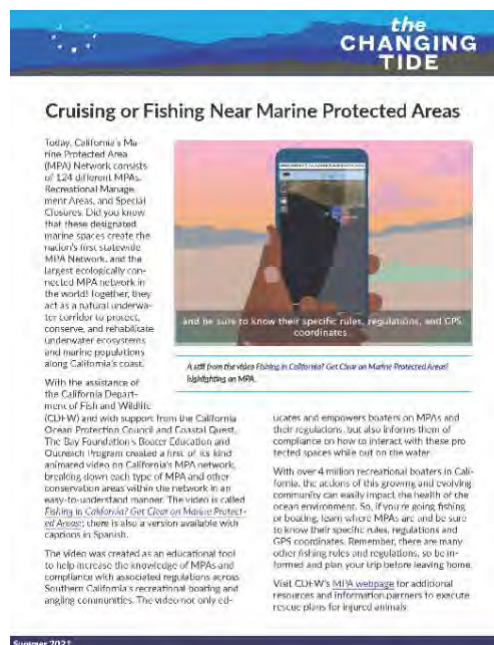 the
CHANGING
TIDE
Cruising or Fishing Near Marine Protected Areas
Today, California's Ma-
rine Protected Area
(MPA) Network consists
of 124 different MPAs,
Recreational Manage
ment Areas, and Special
Closures. Did you know
that these designated
marine spaces create the
nation's first statewide
MPA Network, and the
largest ecologically con-
nected MPA network in
the world! Together, they
act as a natural underwa-
ter corridor to protect,
conserve, and rehabilitate
underwater ecosystems
and marine populations
along California's coast.
With the assistance of
the California Depart-
ment of Fish and Wildlife
(CDFW) and with support from the California
Ocean Protection Council and Coastal Quest,
The Bay Foundation's Boater Education and
Outreach Program created a first of its kind
animated video on California's MPA network,
breaking down each type of MPA and other
conservation areas within the network in an
easy-to-understand manner. The video is called
Fishing in California? Get Clear on Marine Protect-
ed Areas!; there is also a version available with
captions in Spanish.
The video was created as an educational tool
to help increase the knowledge of MPAs and
compliance with associated regulations across
Southern California's recreational boating and
angling communities. The video not only ed-
and be sure to know their specific rules, regulations, and GPS
coordinates.
A still from the video Fishing in California? Get Clear on Marine Protected Areas!
highlighting an MPA.
ucates and empowers boaters on MPAs and
their regulations, but also informs them of
compliance on how to interact with these pro
tected spaces while out on the water.
With over 4 million recreational boaters in Cali-
fornia, the actions of this growing and evolving
community can easily impact the health of the
ocean environment. So, if you're going fishing
or boating, learn where MPAs are and be sure
to know their specific rules, regulations and
GPS coordinates. Remember, there are many
other fishing rules and regulations, so be in-
formed and plan your trip before leaving home.
Visit CDFW's MPA webpage for additional
resources and information.partners to execute
rescue plans for injured animals
Summer 2021